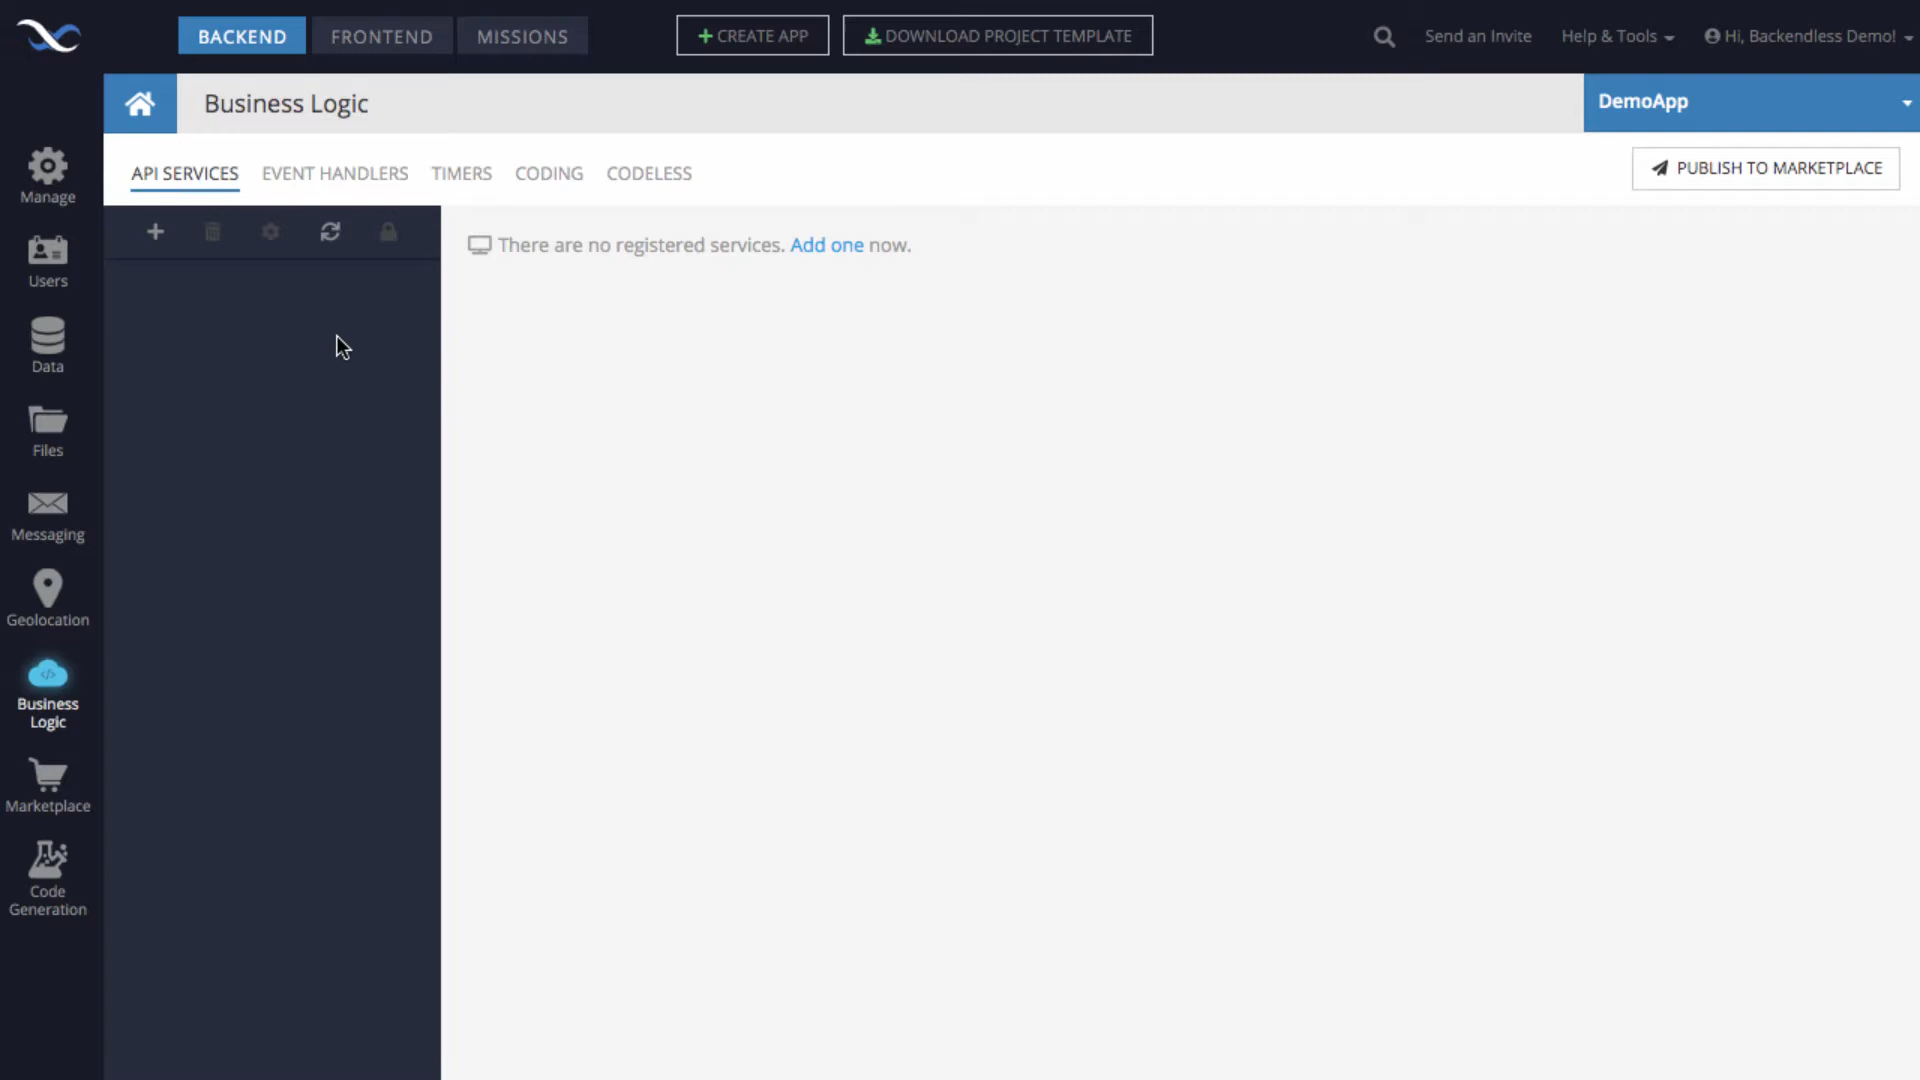 BACKEND FRONTEND MISSIONS + CREATE APP DOWNLOAD PROJECT TEMPLATE Send an Invite Help & Tools Hi, Backendless Demo!
Business Logic DemoApp
API SERVICES EVENT HANDLERS TIMERS CODING CODELESS PUBLISH TO MARKETPLACE
There are no registered services. Add one now.
Manage
Users
Data
Files
Messaging
Geolocation
Business
Logic
Marketplace
Code
Generation